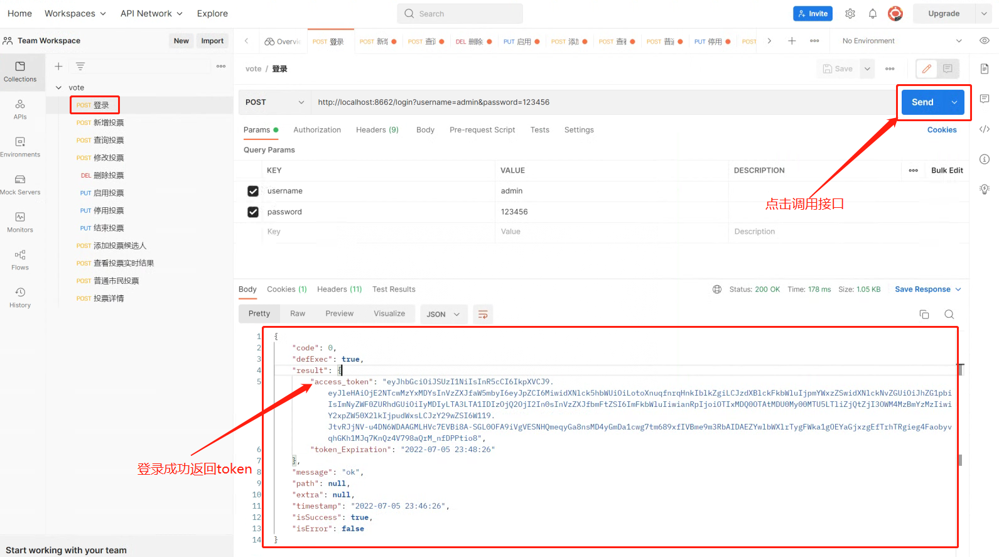 Home Workspaces API Network Explore Search Invite Upgrade
Team Workspace New Import
Overvie POST 登录 POST 新增 POST 查询 DEL 删除 PUT 启用 POST 添加 POST 查看 POST 普通 PUT 停用 POST No Environment
Collections
APIs
Environments
Mock Servers
Monitors
Flows
History
vote
POST 登录
POST 新增投票
POST 查询投票
POST 修改投票
DEL 删除投票
PUT 启用投票
PUT 停用投票
PUT 结束投票
POST 添加投票候选人
POST 查看投票实时结果
POST 普通市民投票
POST 投票详情
Start working with your team
vote / 登录 Save
POST http://localhost:8662/login?username=admin&password=123456 Send
Params Authorization Headers (9) Body Pre-request Script Tests Settings Cookies
Query Params
KEY VALUE DESCRIPTION Bulk Edit
username admin
password 123456
Key Value Description
点击调用接口
Body Cookies (1) Headers (11) Test Results Status: 200 OK Time: 178 ms Size: 1.05 KB Save Response
Pretty Raw Preview Visualize JSON
1 {
2 "code": 0,
3 "defExec": true,
4 "result": {
5 "access_token": "eyJhbGciOiJSUzI1NiIsInR5cCI6IkpXVCJ9.
eyJleHAiOjE2NTcwMzYxMDYsInVzZXJfaW5mbyI6eyJpZCI6MiwidXNlck5hbWUiOiLotoXnuqfnrqHnkIblkZgiLCJzdXBlckFkbWluIjpmYWxzZSwidXNlckNvZGUiOiJhZG1pbi
IsImNyZWF0ZURhdGUiOiIyMDIyLTA3LTA1IDIzOjQ2OjI2In0sInVzZXJfbmFtZSI6ImFkbWluIiwianRpIjoiOTIxMDQ0OTAtMDU0My00MTU5LTliZjQtZjI3OWM4MzBmYzMzIiwi
Y2xpZW50X2lkIjpudWxsLCJzY29wZSI6W119.
JtvRJjNV-u4DN6WDAAGMLHVc7EVBi8A-SGL0OFA9iVgVESNHQmeqyGa8nsMD4yGmDa1cwg7tm689xfIVBme9m3RbAIDAEZYwlbWXlrTygFWka1gOEYaGjxzgEfTrhTRgieg4Faobyv
qhGKh1MJq7KnQz4V798aQrM_nfDPPtio8",
6 "token_Expiration": "2022-07-05 23:48:26"
7 },
8 "message": "ok",
9 "path": null,
10 "extra": null,
11 "timestamp": "2022-07-05 23:46:26",
12 "isSuccess": true,
13 "isError": false
14 }
登录成功返回token